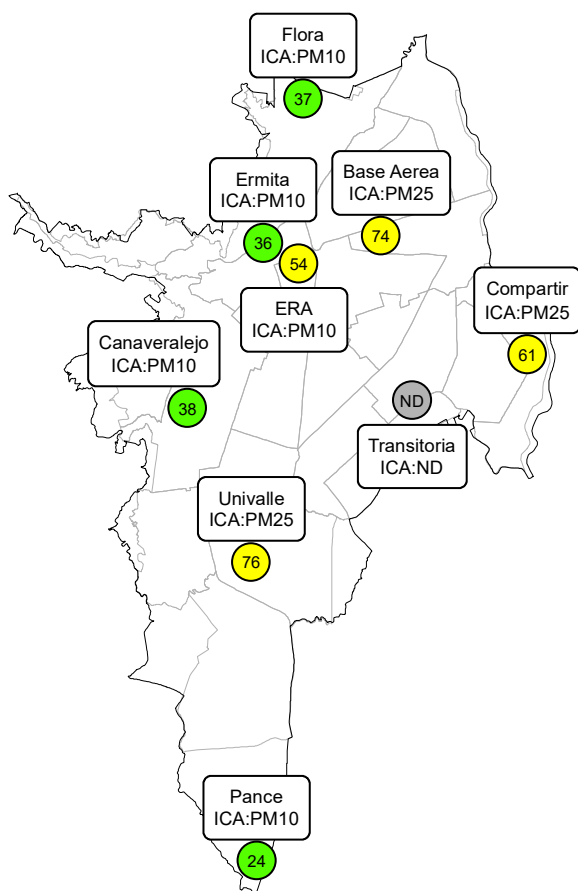 Flora
ICA:PM10
37
Ermita
ICA:PM10
36
Base Aerea
ICA:PM25
74
54
ERA
ICA:PM10
Compartir
ICA:PM25
61
Canaveralejo
ICA:PM10
38
ND
Transitoria
ICA:ND
Univalle
ICA:PM25
76
Pance
ICA:PM10
24